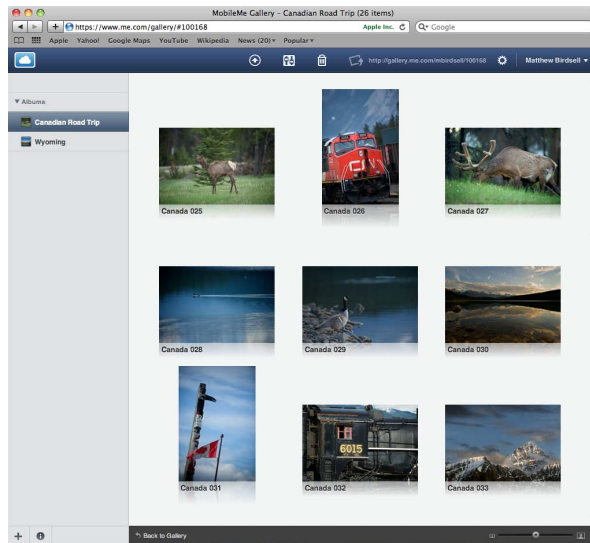 MobileMe Gallery – Canadian Road Trip (26 items)
https://www.me.com/gallery/#100168
Apple Inc.
Google
Apple Yahoo! Google Maps YouTube Wikipedia News (20) Popular
http://gallery.me.com/mbirdsell/100168
Matthew Birdsell
Albums
Canadian Road Trip
Wyoming
Canada 025
Canada 026
Canada 027
Canada 028
Canada 029
Canada 030
6015
Canada 031
Canada 032
Canada 033
Back to Gallery